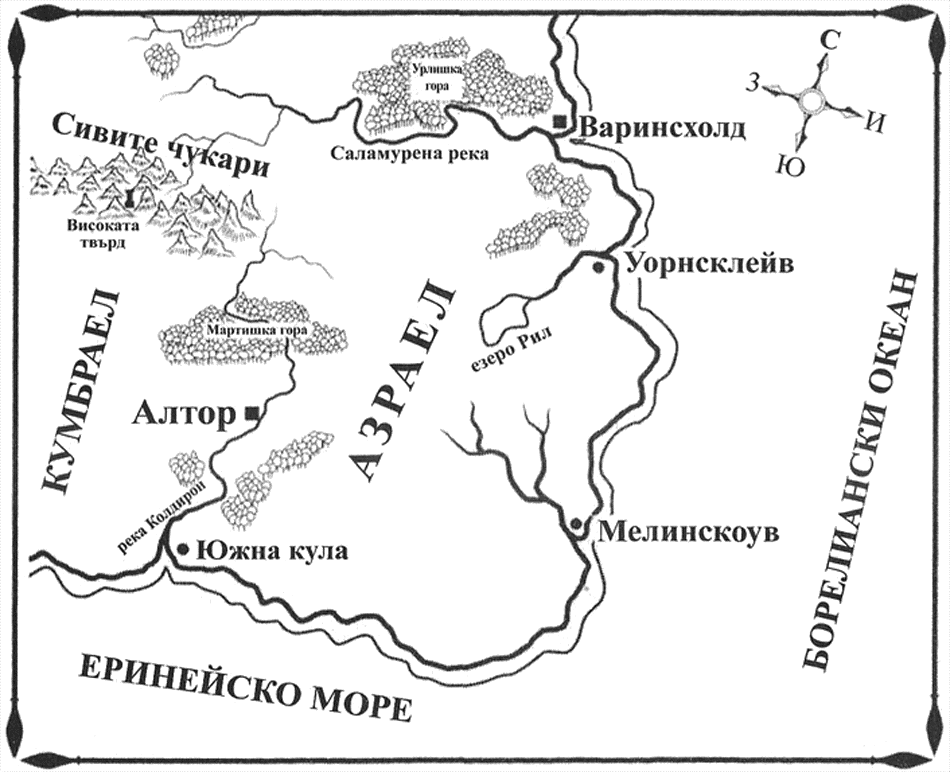 С
З
И
Ю
Урлишка
гора
Варинсхолд
Саламурена река
Сивите чукари
Високата
твърд
Уорнсклейв
езеро Рил
Мартишка гора
КУМБРАЕЛ
АЗРАЕЛ
БОРЕЛИАНСКИ ОКЕАН
Алтор
река Колдирон
Южна кула
Мелинскоув
ЕРИНЕЙСКО МОРЕ